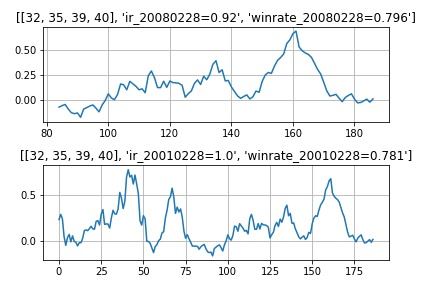 [[32, 35, 39, 40], 'ir_20080228=0.92', 'winrate_20080228=0.796']
0.50
0.25
0.00
80 100 120 140 160 180
[[32, 35, 39, 40], 'ir_20010228=1.0', 'winrate_20010228=0.781']
0.5
0.0
0 25 50 75 100 125 150 175